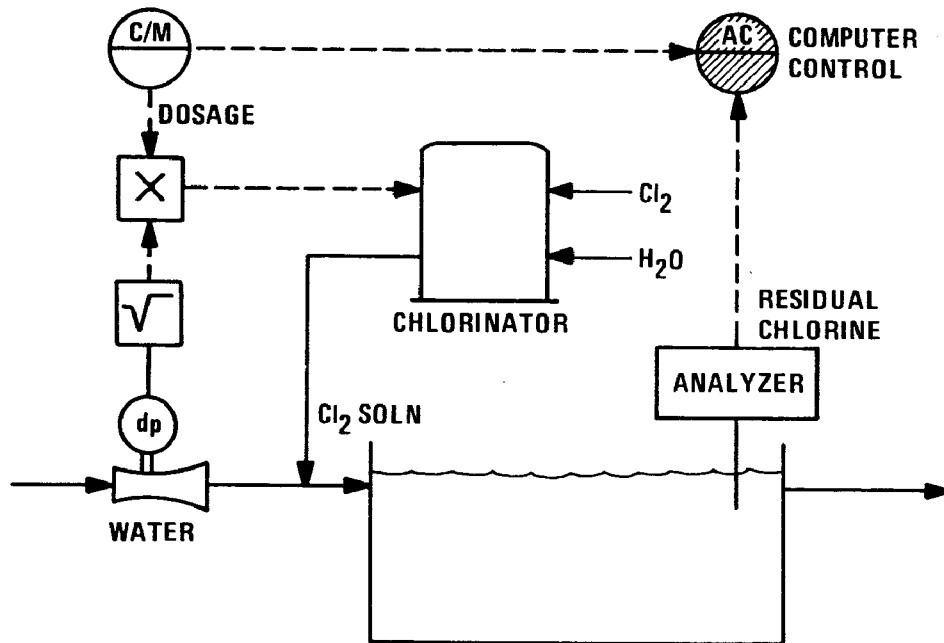 C/M
AC
COMPUTER
CONTROL
DOSAGE
X
Cl₂
H₂O
√
CHLORINATOR
RESIDUAL
CHLORINE
ANALYZER
dp
Cl₂ SOLN
WATER